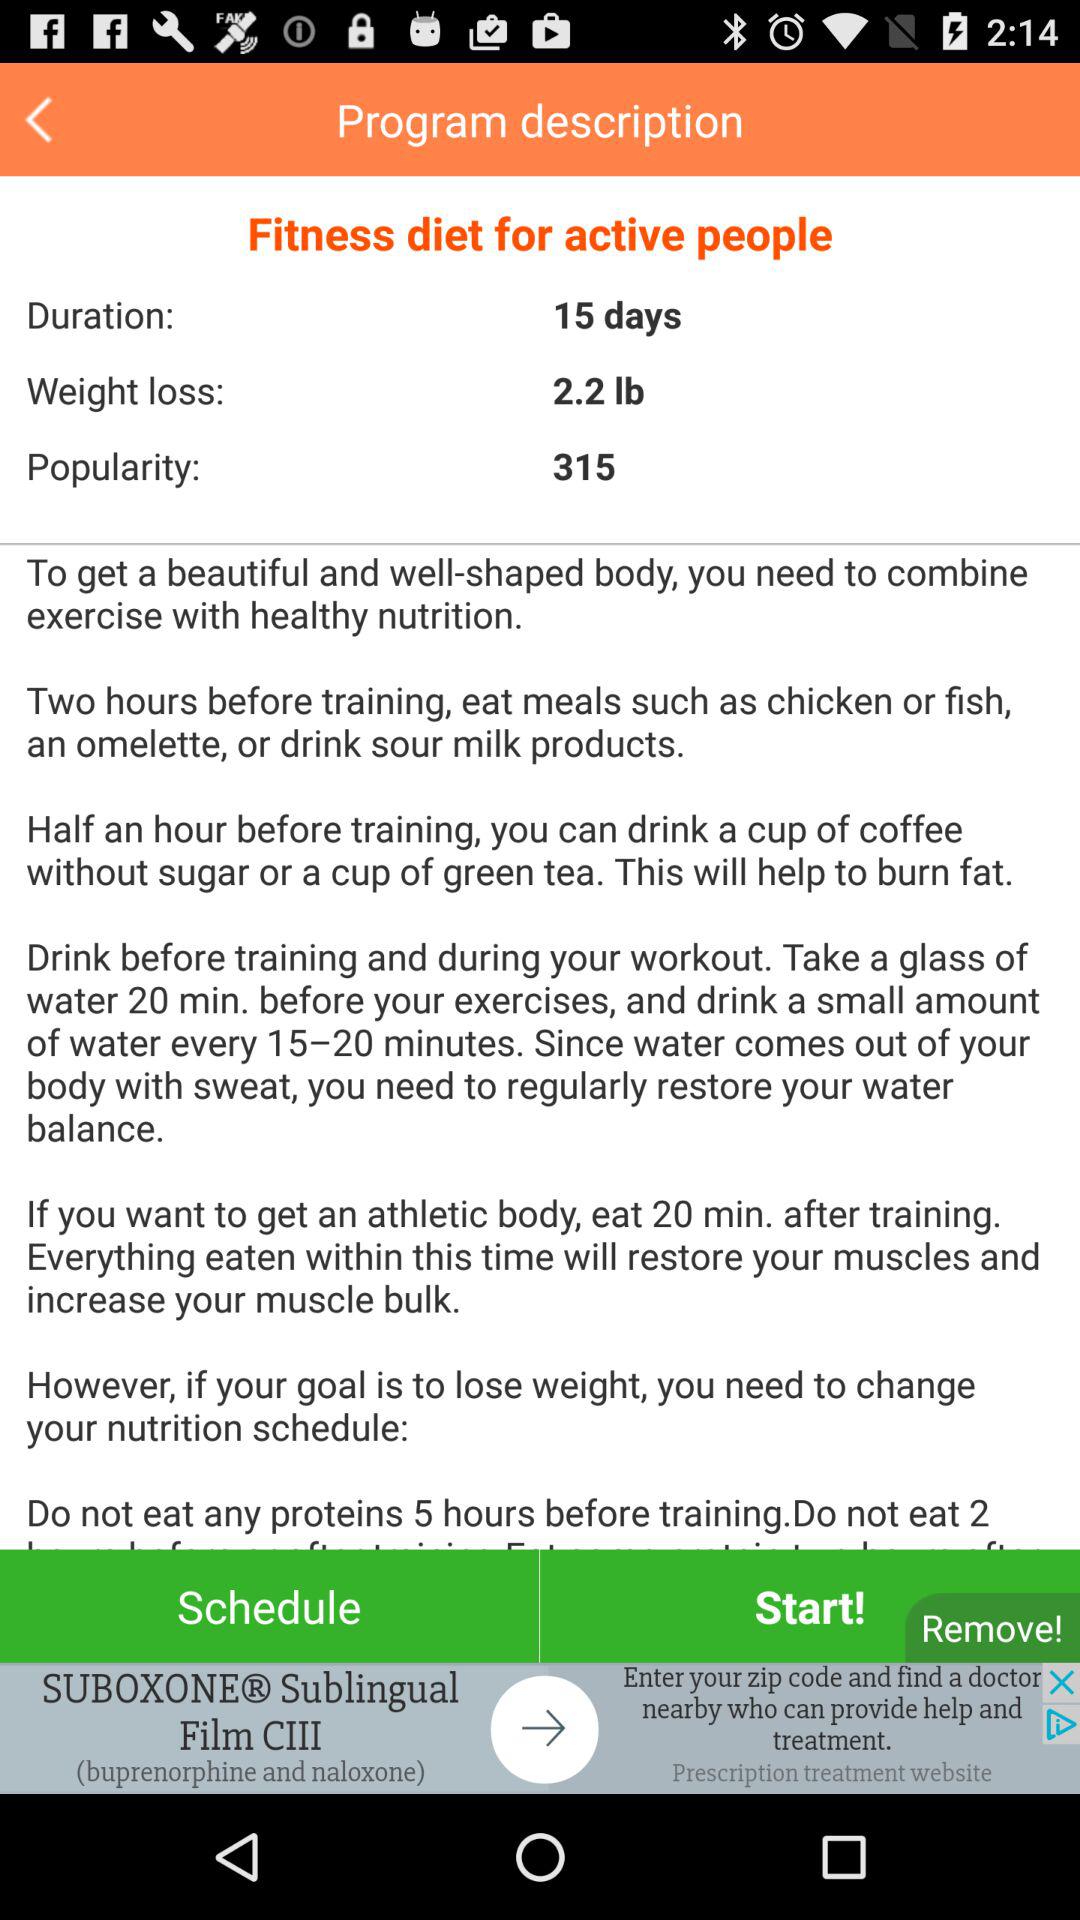 FAKE
2:14
Program description
Fitness diet for active people
Duration: 15 days
Weight loss: 2.2 lb
Popularity: 315
To get a beautiful and well-shaped body, you need to combine
exercise with healthy nutrition.
Two hours before training, eat meals such as chicken or fish,
an omelette, or drink sour milk products.
Half an hour before training, you can drink a cup of coffee
without sugar or a cup of green tea. This will help to burn fat.
Drink before training and during your workout. Take a glass of
water 20 min. before your exercises, and drink a small amount
of water every 15–20 minutes. Since water comes out of your
body with sweat, you need to regularly restore your water
balance.
If you want to get an athletic body, eat 20 min. after training.
Everything eaten within this time will restore your muscles and
increase your muscle bulk.
However, if your goal is to lose weight, you need to change
your nutrition schedule:
Do not eat any proteins 5 hours before training.Do not eat 2
Schedule
Start!
Remove!
SUBOXONE® Sublingual
Film CIII
(buprenorphine and naloxone)
Enter your zip code and find a doctor
nearby who can provide help and
treatment.
Prescription treatment website